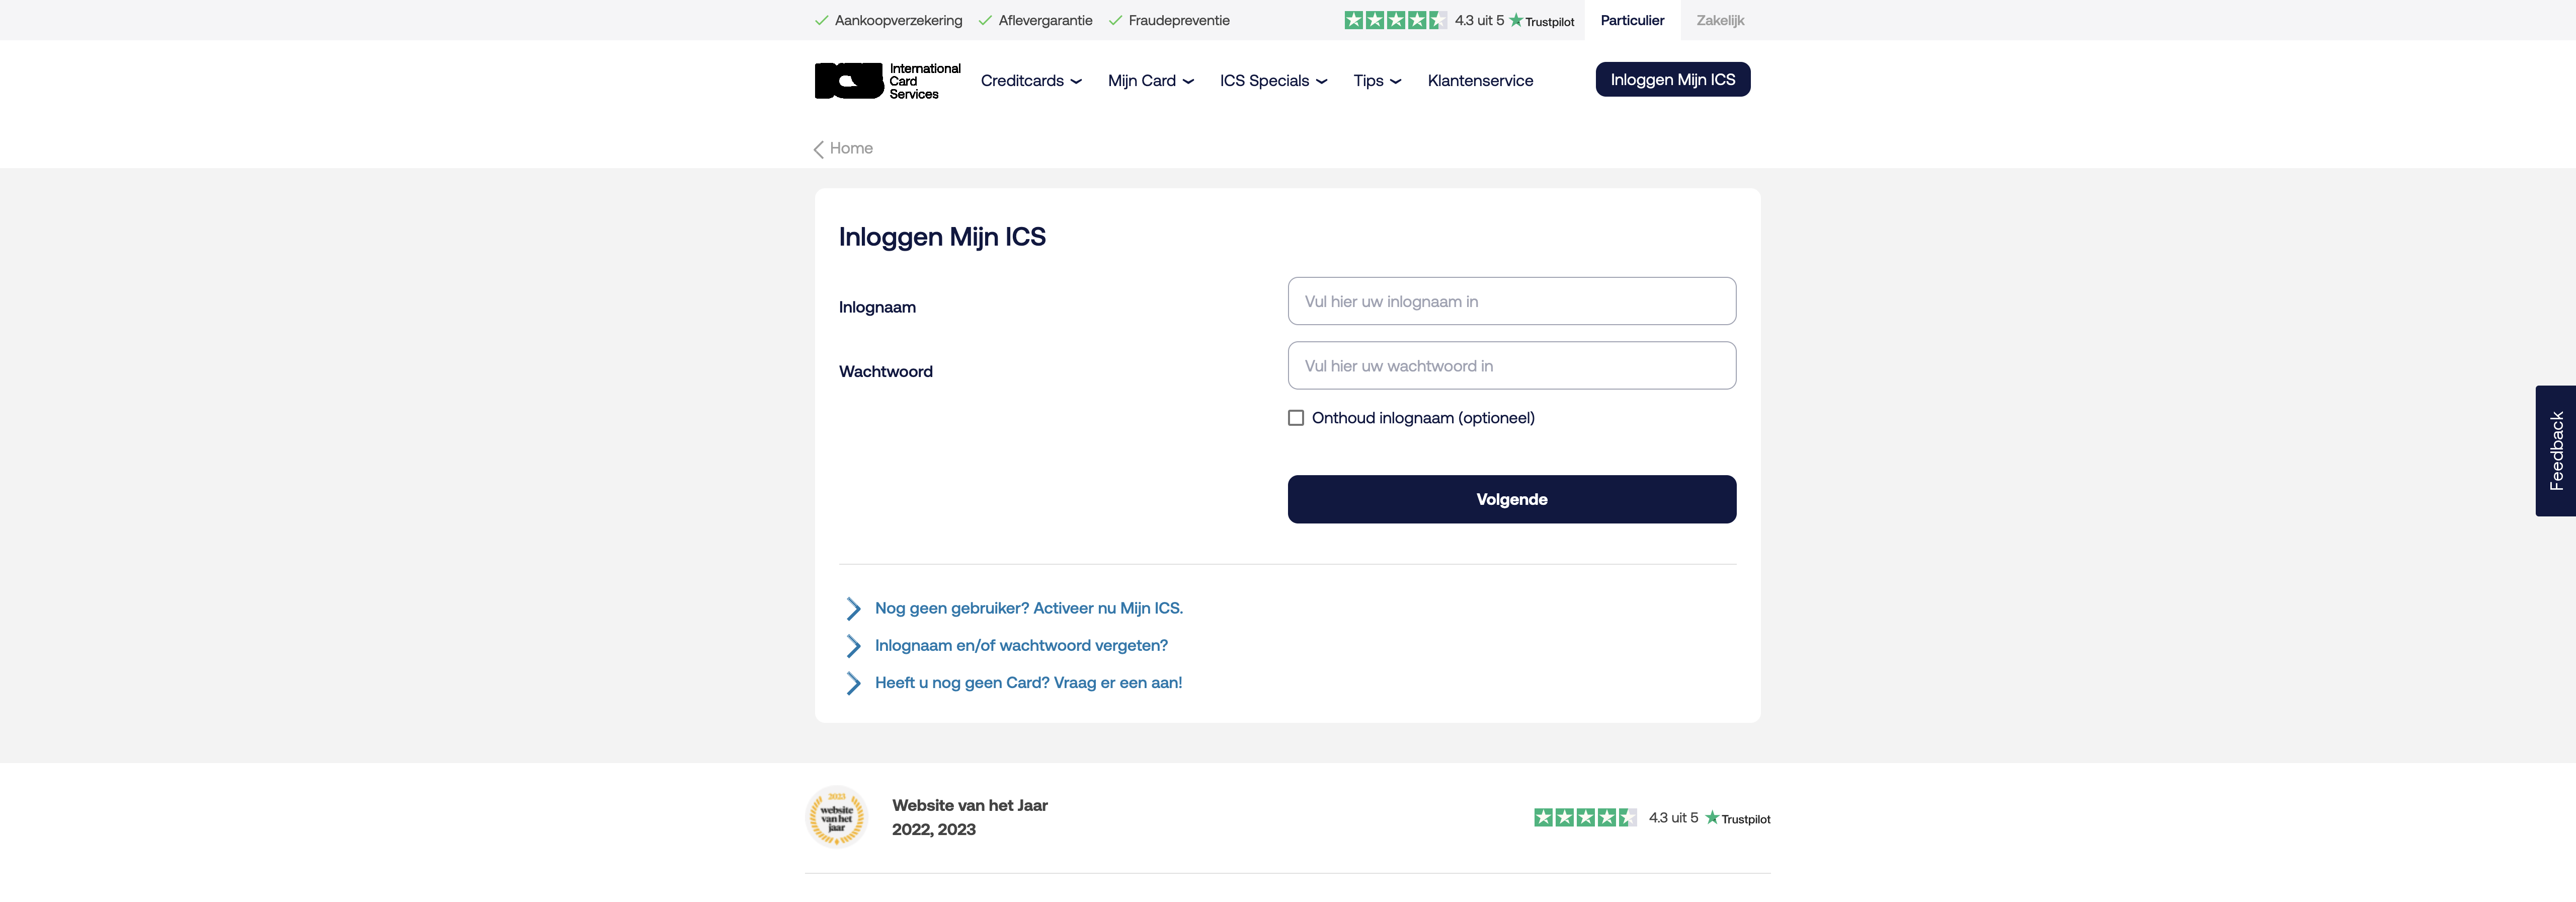 Aankoopverzekering Aflevergarantie Fraudepreventie 4.3 uit 5 Trustpilot Particulier Zakelijk
ICS International
Card
Services
Creditcards Mijn Card ICS Specials Tips Klantenservice Inloggen Mijn ICS
Home
Inloggen Mijn ICS
Inlognaam Vul hier uw inlognaam in
Wachtwoord Vul hier uw wachtwoord in
Onthoud inlognaam (optioneel)
Volgende
Feedback
Nog geen gebruiker? Activeer nu Mijn ICS.
Inlognaam en/of wachtwoord vergeten?
Heeft u nog geen Card? Vraag er een aan!
2023
website
van het
jaar
Website van het Jaar
2022, 2023
4.3 uit 5 Trustpilot